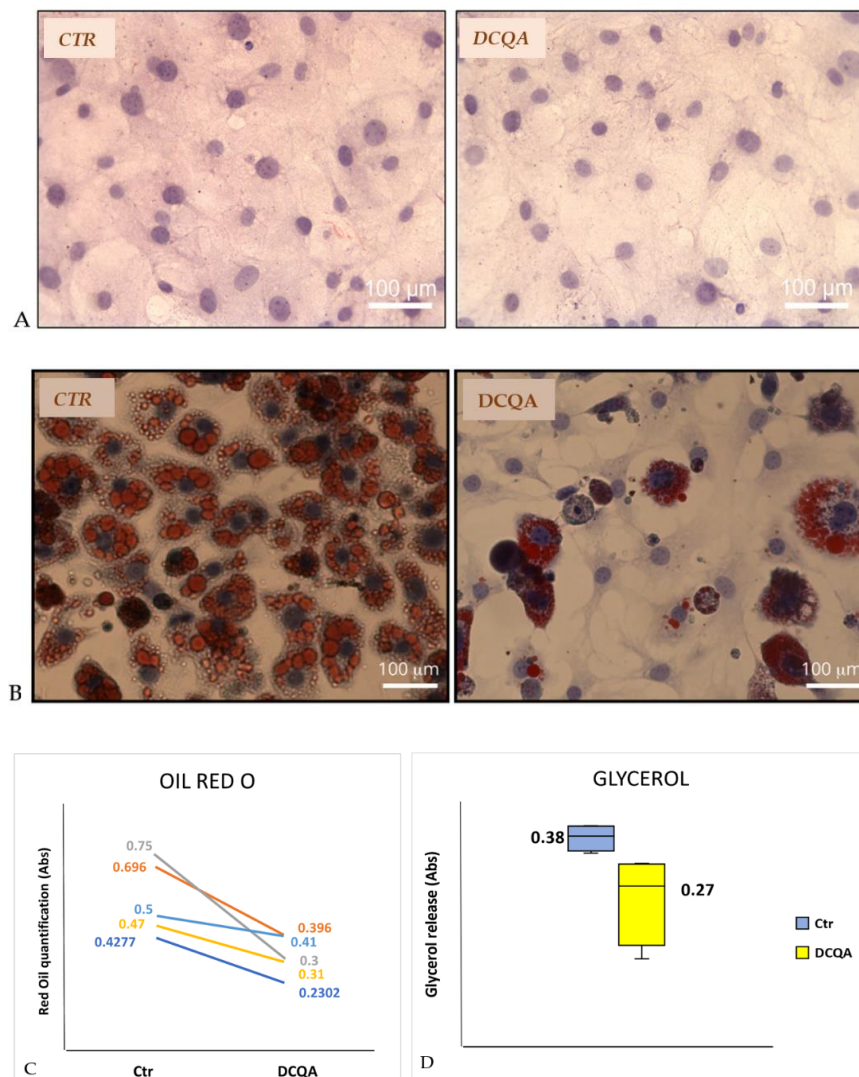 CTR
DCQA
100 μm
100 μm
A
CTR
DCQA
100 μm
100 μm
B
OIL RED O
Red Oil quantification (Abs)
0.75
0.696
0.5
0.47
0.4277
0.396
0.41
0.3
0.31
0.2302
Ctr
DCQA
C
GLYCEROL
Glycerol release (Abs)
0.38
0.27
Ctr
DCQA
D